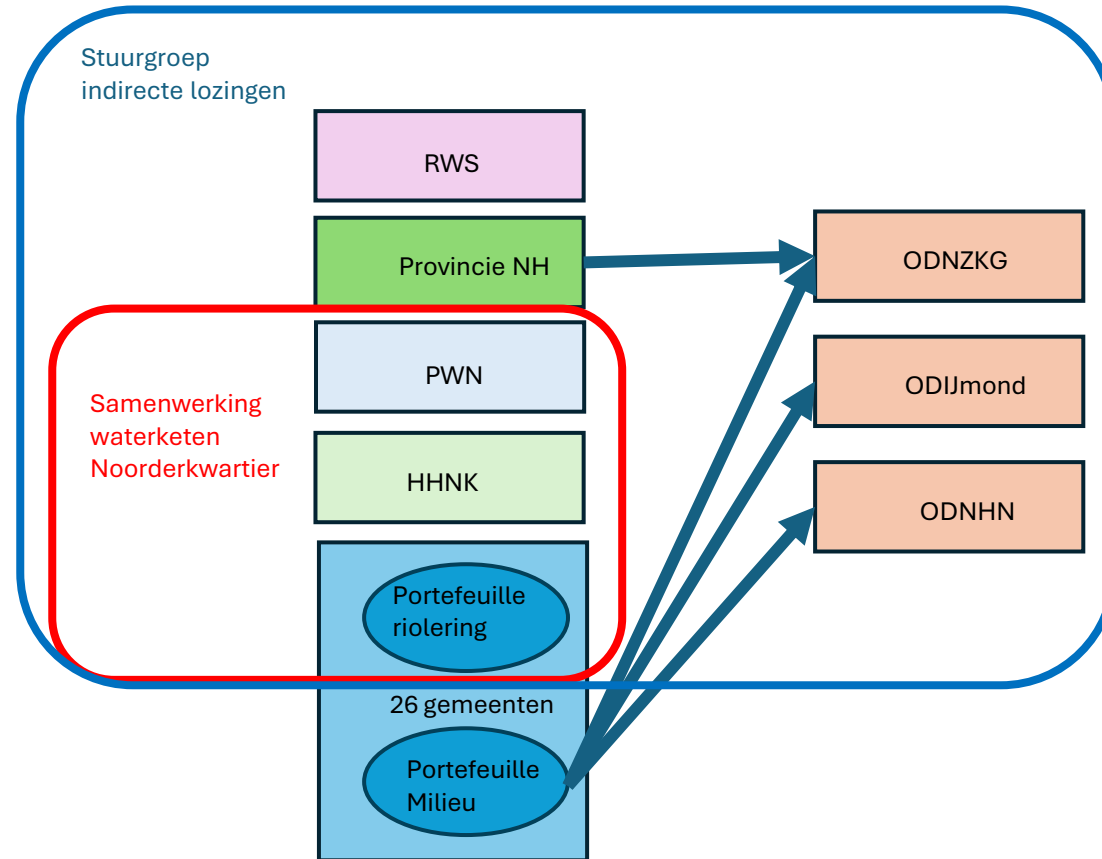 Stuurgroep
indirecte lozingen
RWS
Provincie NH
ODNZKG
PWN
ODIJmond
Samenwerking
waterketen
Noorderkwartier
HHNK
ODNHN
Portefeuille
riolering
26 gemeenten
Portefeuille
Milieu